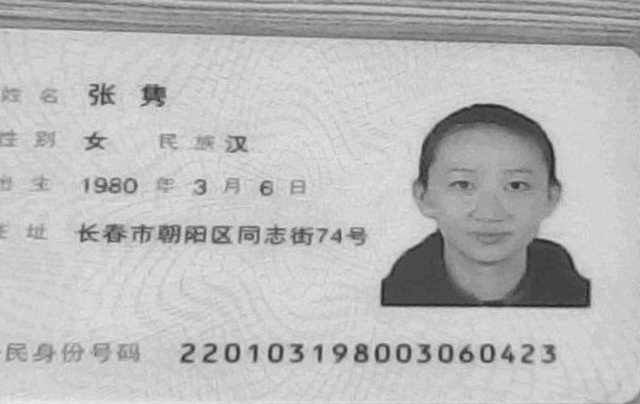 姓名 张隽
性别 女 民族 汉
出生 1980 年 3 月 6 日
住址 长春市朝阳区同志街74号
公民身份号码 220103198003060423